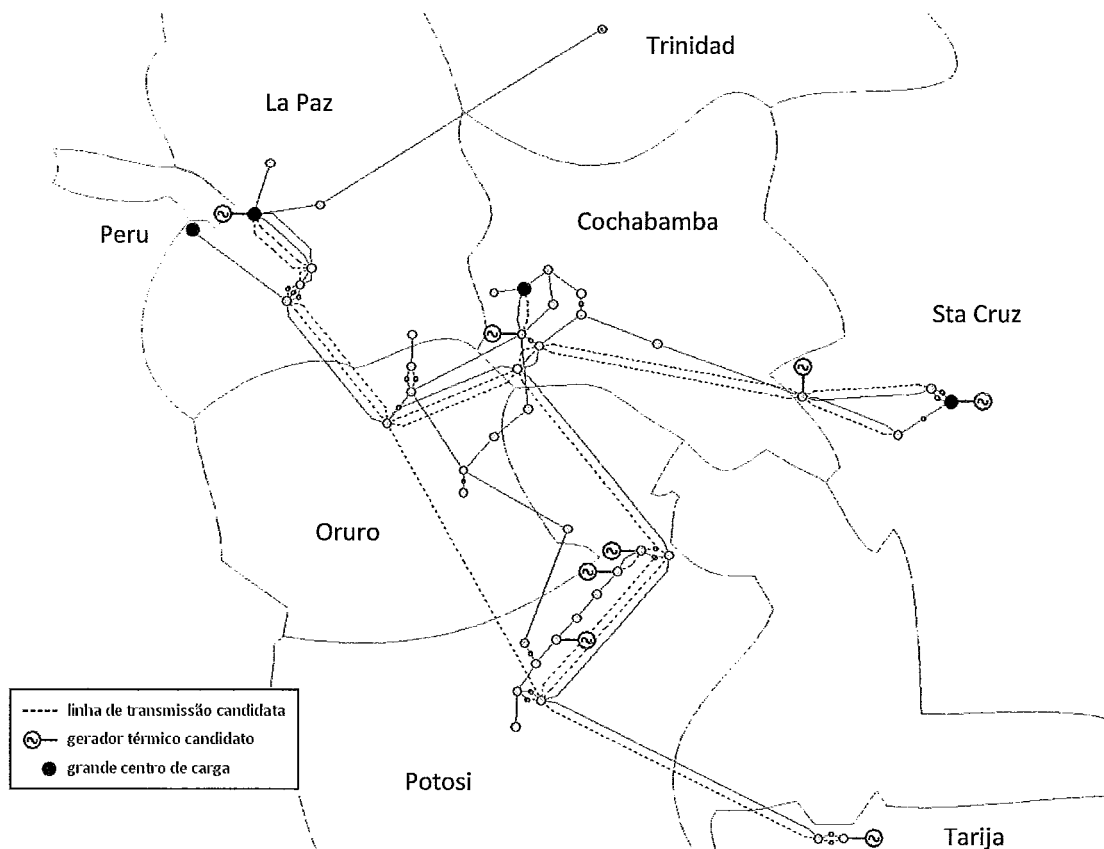 Trinidad
La Paz
Peru
Cochabamba
Sta Cruz
Oruro
linha de transmissão candidata
gerador térmico candidato
grande centro de carga
Potosi
Tarija